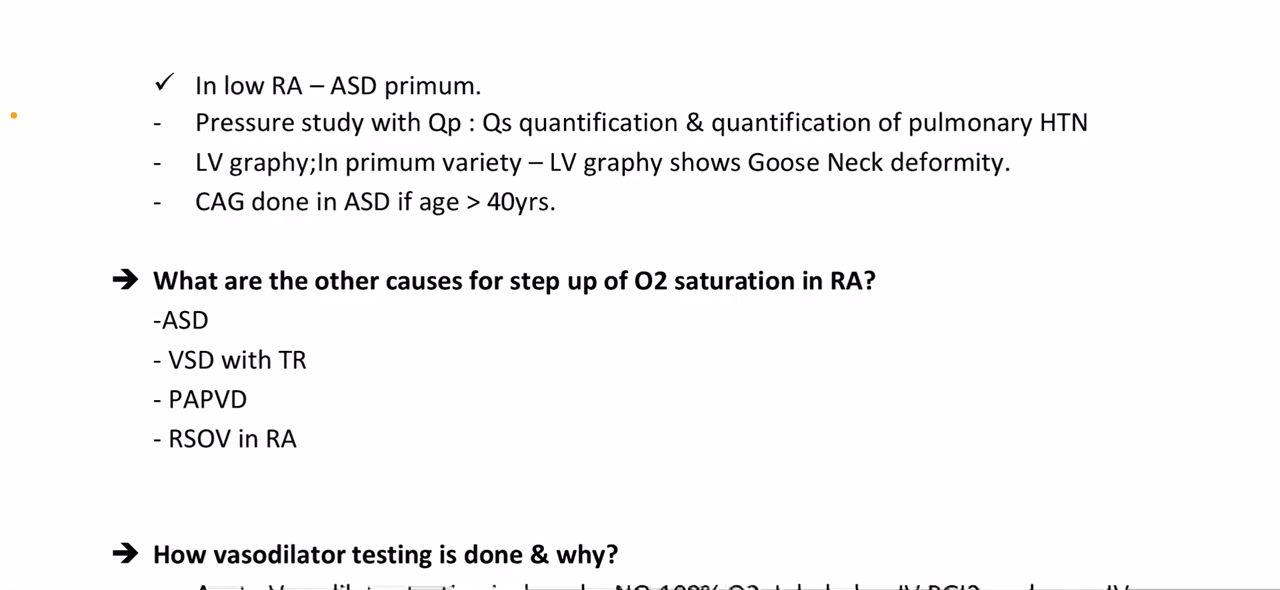 ✓ In low RA – ASD primum.
- Pressure study with Qp : Qs quantification & quantification of pulmonary HTN
- LV graphy;In primum variety – LV graphy shows Goose Neck deformity.
- CAG done in ASD if age > 40yrs.
➔ What are the other causes for step up of O2 saturation in RA?
-ASD
- VSD with TR
- PAPVD
- RSOV in RA
➔ How vasodilator testing is done & why?